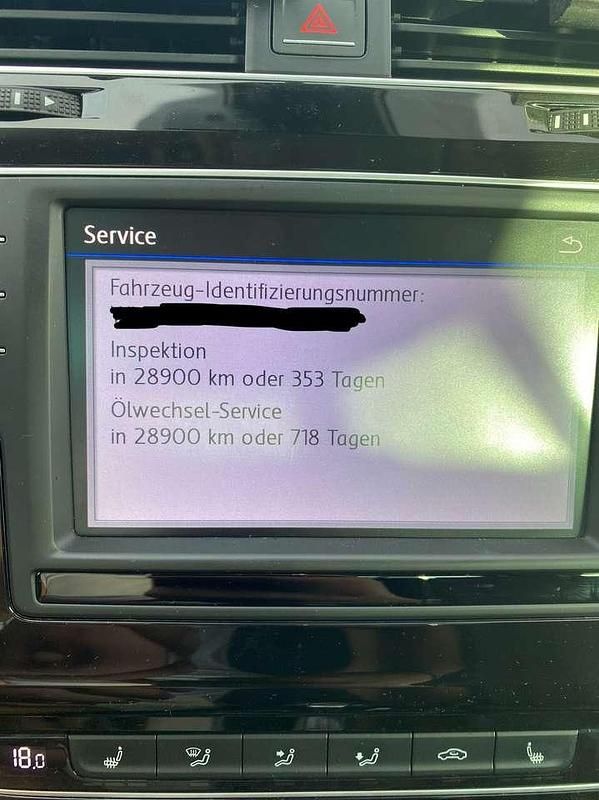 Service
Fahrzeug-Identifizierungsnummer:
Inspektion
in 28900 km oder 353 Tagen
Ölwechsel-Service
in 28900 km oder 718 Tagen
18.0